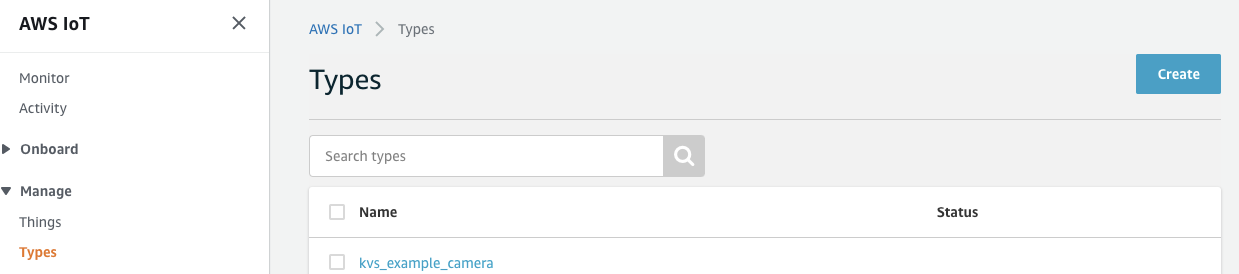 AWS IoT
Monitor
Activity
Onboard
Manage
Things
Types
AWS IoT > Types
Types
Create
Search types
Name Status
kvs_example_camera